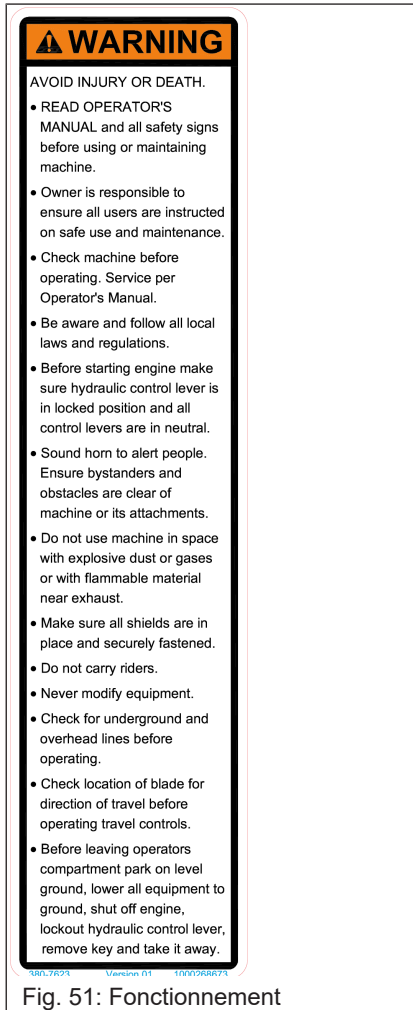 WARNING
AVOID INJURY OR DEATH.
• READ OPERATOR'S
MANUAL and all safety signs
before using or maintaining
machine.
• Owner is responsible to
ensure all users are instructed
on safe use and maintenance.
• Check machine before
operating. Service per
Operator's Manual.
• Be aware and follow all local
laws and regulations.
• Before starting engine make
sure hydraulic control lever is
in locked position and all
control levers are in neutral.
• Sound horn to alert people.
Ensure bystanders and
obstacles are clear of
machine or its attachments.
• Do not use machine in space
with explosive dust or gases
or with flammable material
near exhaust.
• Make sure all shields are in
place and securely fastened.
• Do not carry riders.
• Never modify equipment.
• Check for underground and
overhead lines before
operating.
• Check location of blade for
direction of travel before
operating travel controls.
• Before leaving operators
compartment park on level
ground, lower all equipment to
ground, shut off engine,
lockout hydraulic control lever,
remove key and take it away.
380-7623 Version 01 1000268673
Fig. 51: Fonctionnement